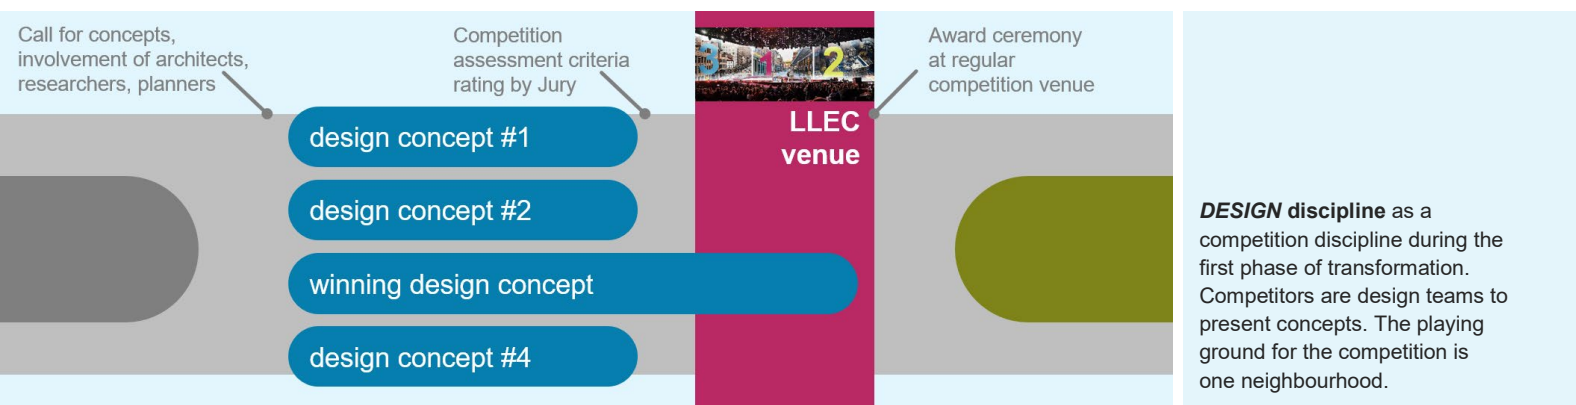 Call for concepts,
involvement of architects,
researchers, planners
Competition
assessment criteria
rating by Jury
3 1 2
LLEC
venue
Award ceremony
at regular
competition venue
design concept #1
design concept #2
winning design concept
design concept #4
DESIGN discipline as a
competition discipline during the
first phase of transformation.
Competitors are design teams to
present concepts. The playing
ground for the competition is
one neighbourhood.